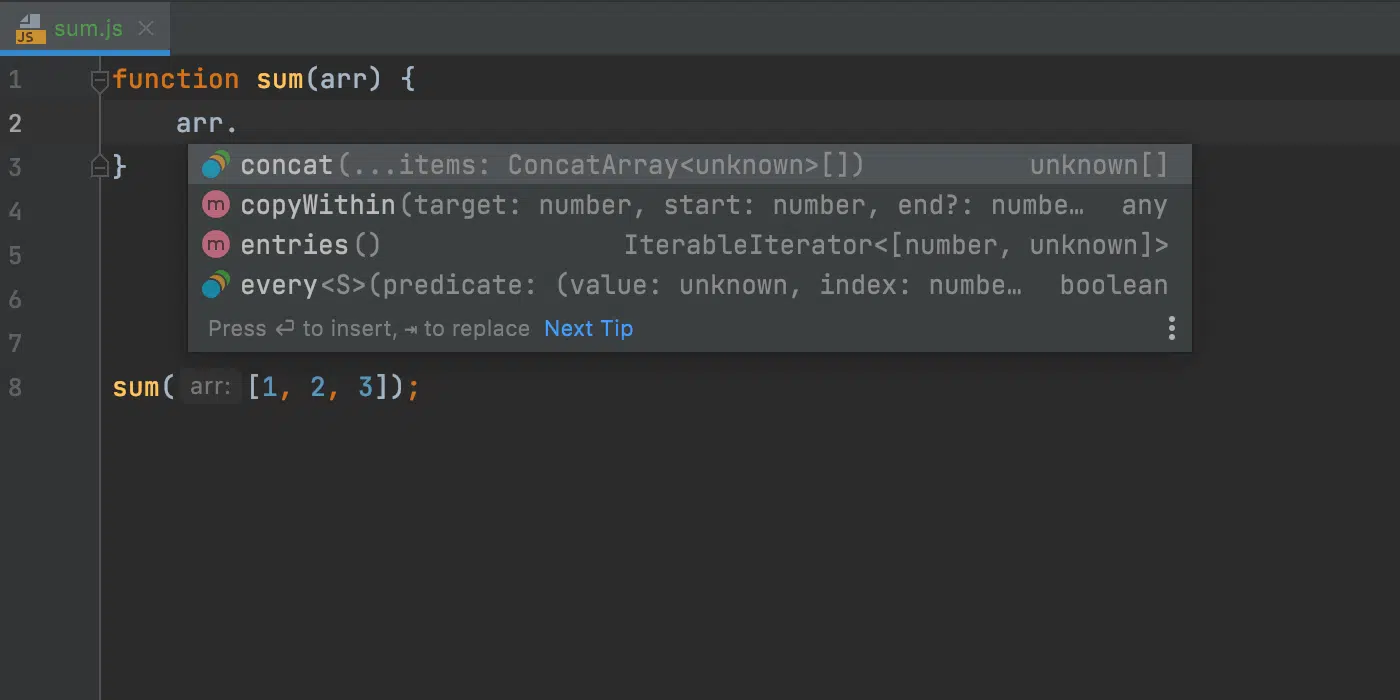 JS sum.js
1 function sum(arr) {
2 arr.
3 }
concat(...items: ConcatArray<unknown>[]) unknown[]
m copyWithin(target: number, start: number, end?: numbe… any
m entries() IterableIterator<[number, unknown]>
every<S>(predicate: (value: unknown, index: numbe… boolean
Press ⏎ to insert, ⇥ to replace Next Tip
4
5
6
7
8 sum( arr: [1, 2, 3]);